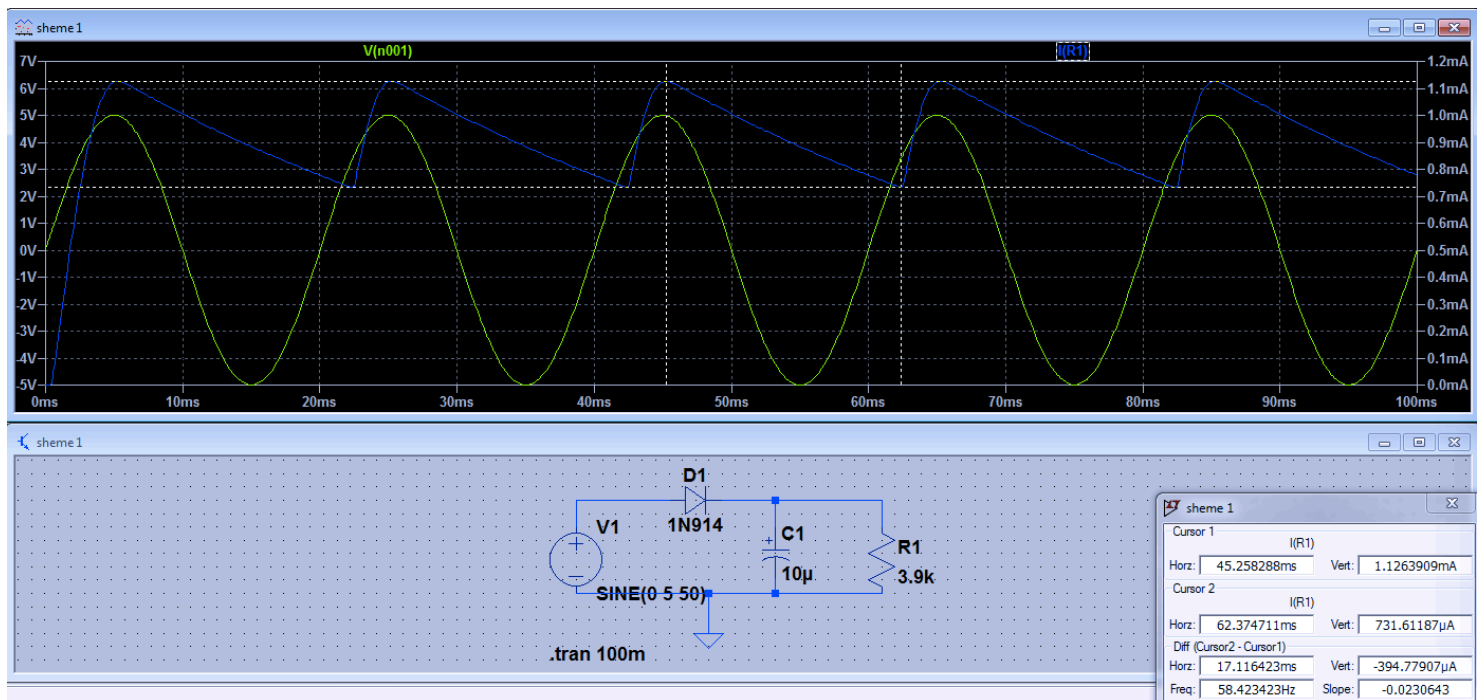 sheme 1
V(n001) I(R1)
7V 1.2mA
6V 1.1mA
5V 1.0mA
4V 0.9mA
3V 0.8mA
2V 0.7mA
1V 0.6mA
0V 0.5mA
-1V 0.4mA
-2V 0.3mA
-3V 0.2mA
-4V 0.1mA
-5V 0.0mA
0ms 10ms 20ms 30ms 40ms 50ms 60ms 70ms 80ms 90ms 100ms
sheme 1
D1
1N914
V1
SINE(0 5 50)
C1
+
10µ
R1
3.9k
.tran 100m
sheme 1
Cursor 1
I(R1)
Horz: 45.258288ms Vert: 1.1263909mA
Cursor 2
I(R1)
Horz: 62.374711ms Vert: 731.61187µA
Diff (Cursor2 - Cursor1)
Horz: 17.116423ms Vert: -394.77907µA
Freq: 58.423423Hz Slope: -0.0230643